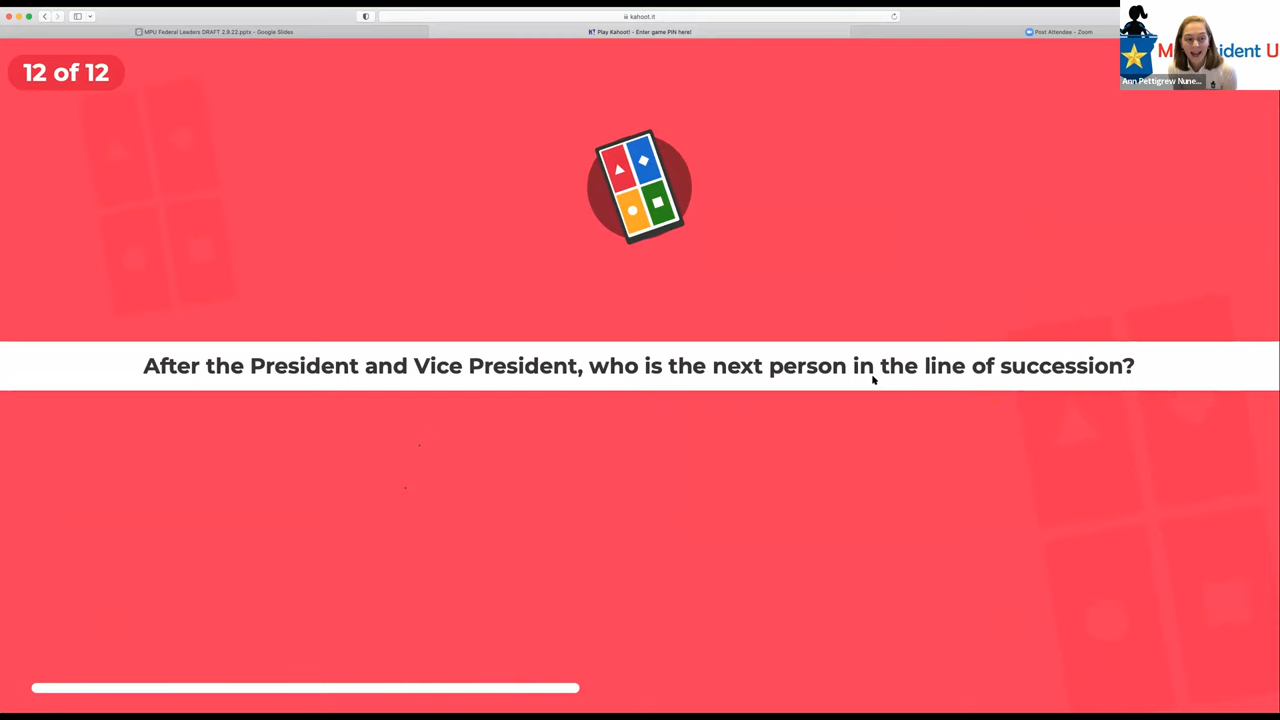 kahoot.it
MPU Federal Leaders DRAFT 2.9.22.pptx - Google Slides
K! Play Kahoot! - Enter game PIN here!
Post Attendee - Zoom
12 of 12
Ann Pettigrew Nune...
After the President and Vice President, who is the next person in the line of succession?